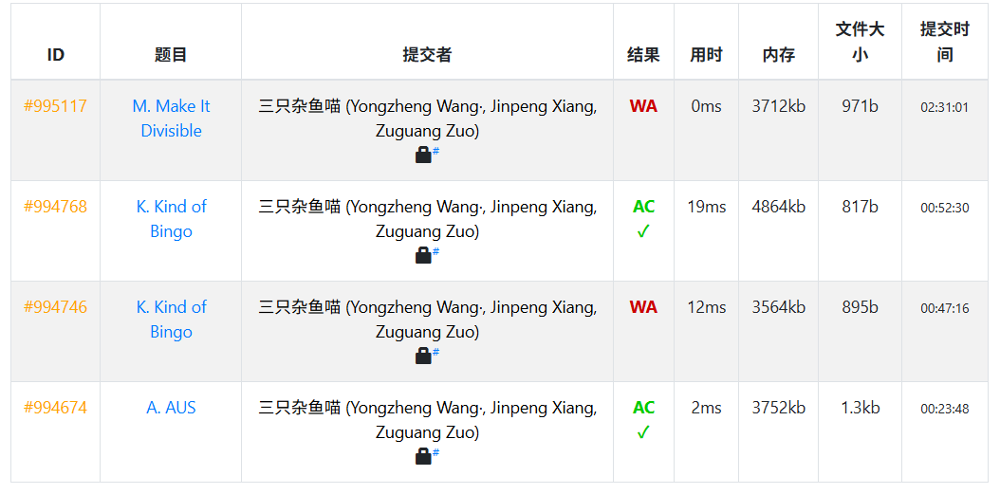 ID 题目 提交者 结果 用时 内存 文件大小 提交时间
#995117 M. Make It Divisible 三只杂鱼喵 (Yongzheng Wang·, Jinpeng Xiang, Zuguang Zuo) # WA 0ms 3712kb 971b 02:31:01
#994768 K. Kind of Bingo 三只杂鱼喵 (Yongzheng Wang·, Jinpeng Xiang, Zuguang Zuo) # AC ✓ 19ms 4864kb 817b 00:52:30
#994746 K. Kind of Bingo 三只杂鱼喵 (Yongzheng Wang·, Jinpeng Xiang, Zuguang Zuo) # WA 12ms 3564kb 895b 00:47:16
#994674 A. AUS 三只杂鱼喵 (Yongzheng Wang·, Jinpeng Xiang, Zuguang Zuo) # AC ✓ 2ms 3752kb 1.3kb 00:23:48